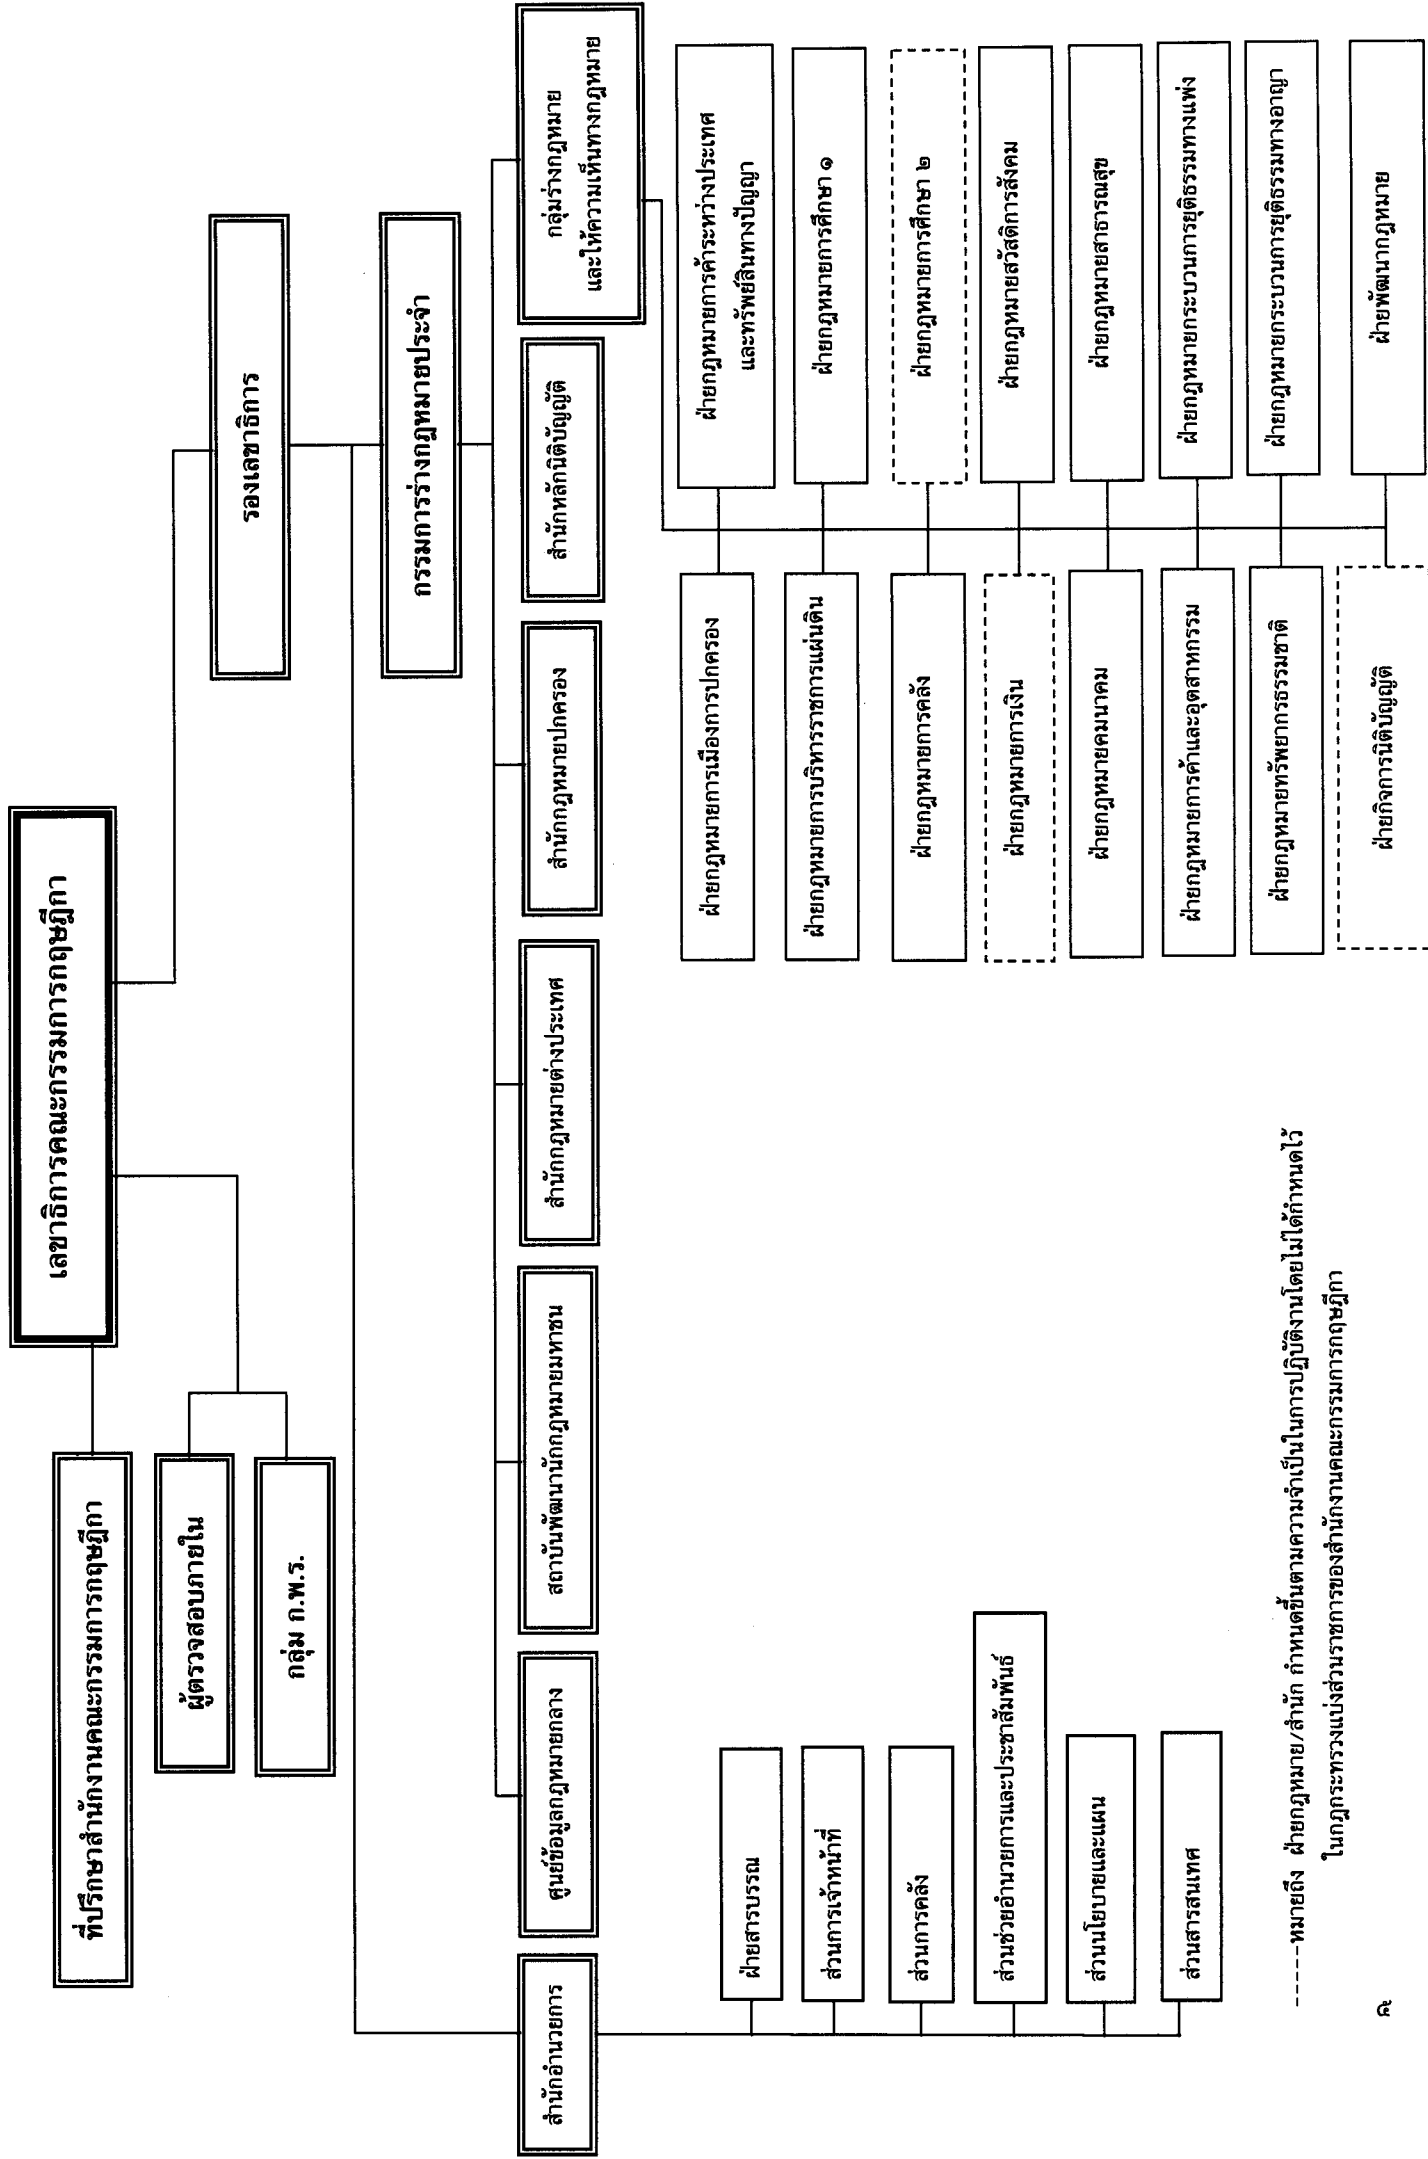 เลขาธิการคณะกรรมการกฤษฎีกา
ที่ปรึกษาสำนักงานคณะกรรมการกฤษฎีกา
ผู้ตรวจสอบภายใน
กลุ่ม ก.พ.ร.
รองเลขาธิการ
กรรมการร่างกฎหมายประจำ
สำนักอำนวยการ
ศูนย์ข้อมูลกฎหมายกลาง
สถาบันพัฒนานักกฎหมายมหาชน
สำนักกฎหมายต่างประเทศ
สำนักกฎหมายปกครอง
สำนักหลักนิติบัญญัติ
กลุ่มร่างกฎหมาย
และให้ความเห็นทางกฎหมาย
ฝ่ายสารบรรณ
ส่วนการเจ้าหน้าที่
ส่วนการคลัง
ส่วนช่วยอำนวยการและประชาสัมพันธ์
ส่วนนโยบายและแผน
ส่วนสารสนเทศ
ฝ่ายกฎหมายการเมืองการปกครอง
ฝ่ายกฎหมายการบริหารราชการแผ่นดิน
ฝ่ายกฎหมายการคลัง
ฝ่ายกฎหมายการเงิน
ฝ่ายกฎหมายคมนาคม
ฝ่ายกฎหมายการค้าและอุตสาหกรรม
ฝ่ายกฎหมายทรัพยากรธรรมชาติ
ฝ่ายกิจการนิติบัญญัติ
ฝ่ายกฎหมายการค้าระหว่างประเทศ
และทรัพย์สินทางปัญญา
ฝ่ายกฎหมายการศึกษา ๑
ฝ่ายกฎหมายการศึกษา ๒
ฝ่ายกฎหมายสวัสดิการสังคม
ฝ่ายกฎหมายสาธารณสุข
ฝ่ายกฎหมายกระบวนการยุติธรรมทางแพ่ง
ฝ่ายกฎหมายกระบวนการยุติธรรมทางอาญา
ฝ่ายพัฒนากฎหมาย
------หมายถึง ฝ่ายกฎหมาย/สำนัก กำหนดขึ้นตามความจำเป็นในการปฏิบัติงานโดยไม่ได้กำหนดไว้
ในกฎกระทรวงแบ่งส่วนราชการของสำนักงานคณะกรรมการกฤษฎีกา